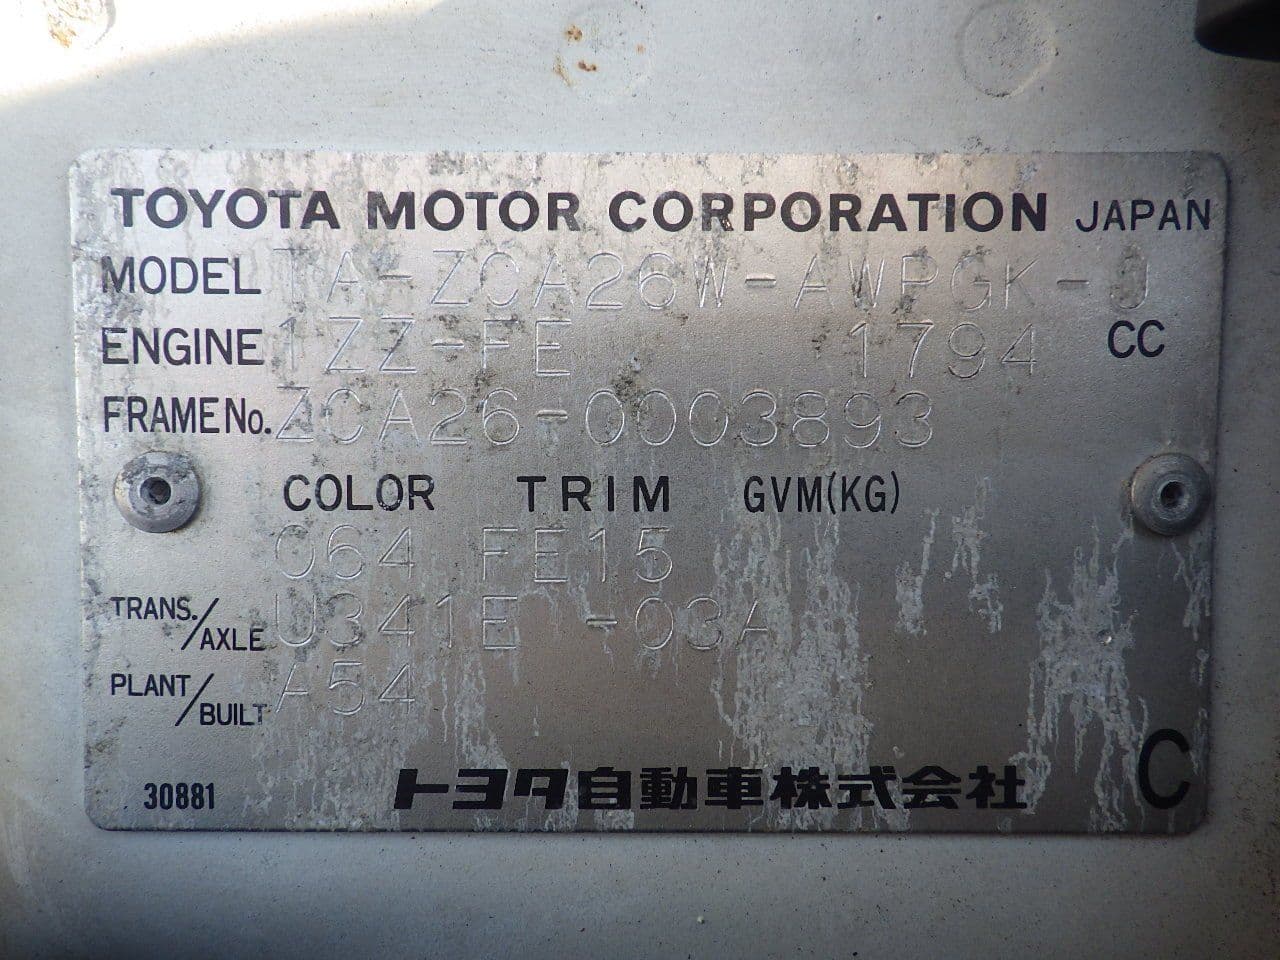 TOYOTA MOTOR CORPORATION JAPAN
MODEL TA-ZCA26W-AWPGK-J
ENGINE 1ZZ-FE 1794 CC
FRAME No. ZCA26-0003893
COLOR TRIM GVM(KG)
064 FE15
TRANS./AXLE U341E -03A
PLANT/BUILT A54
30881 トヨタ自動車株式会社 C